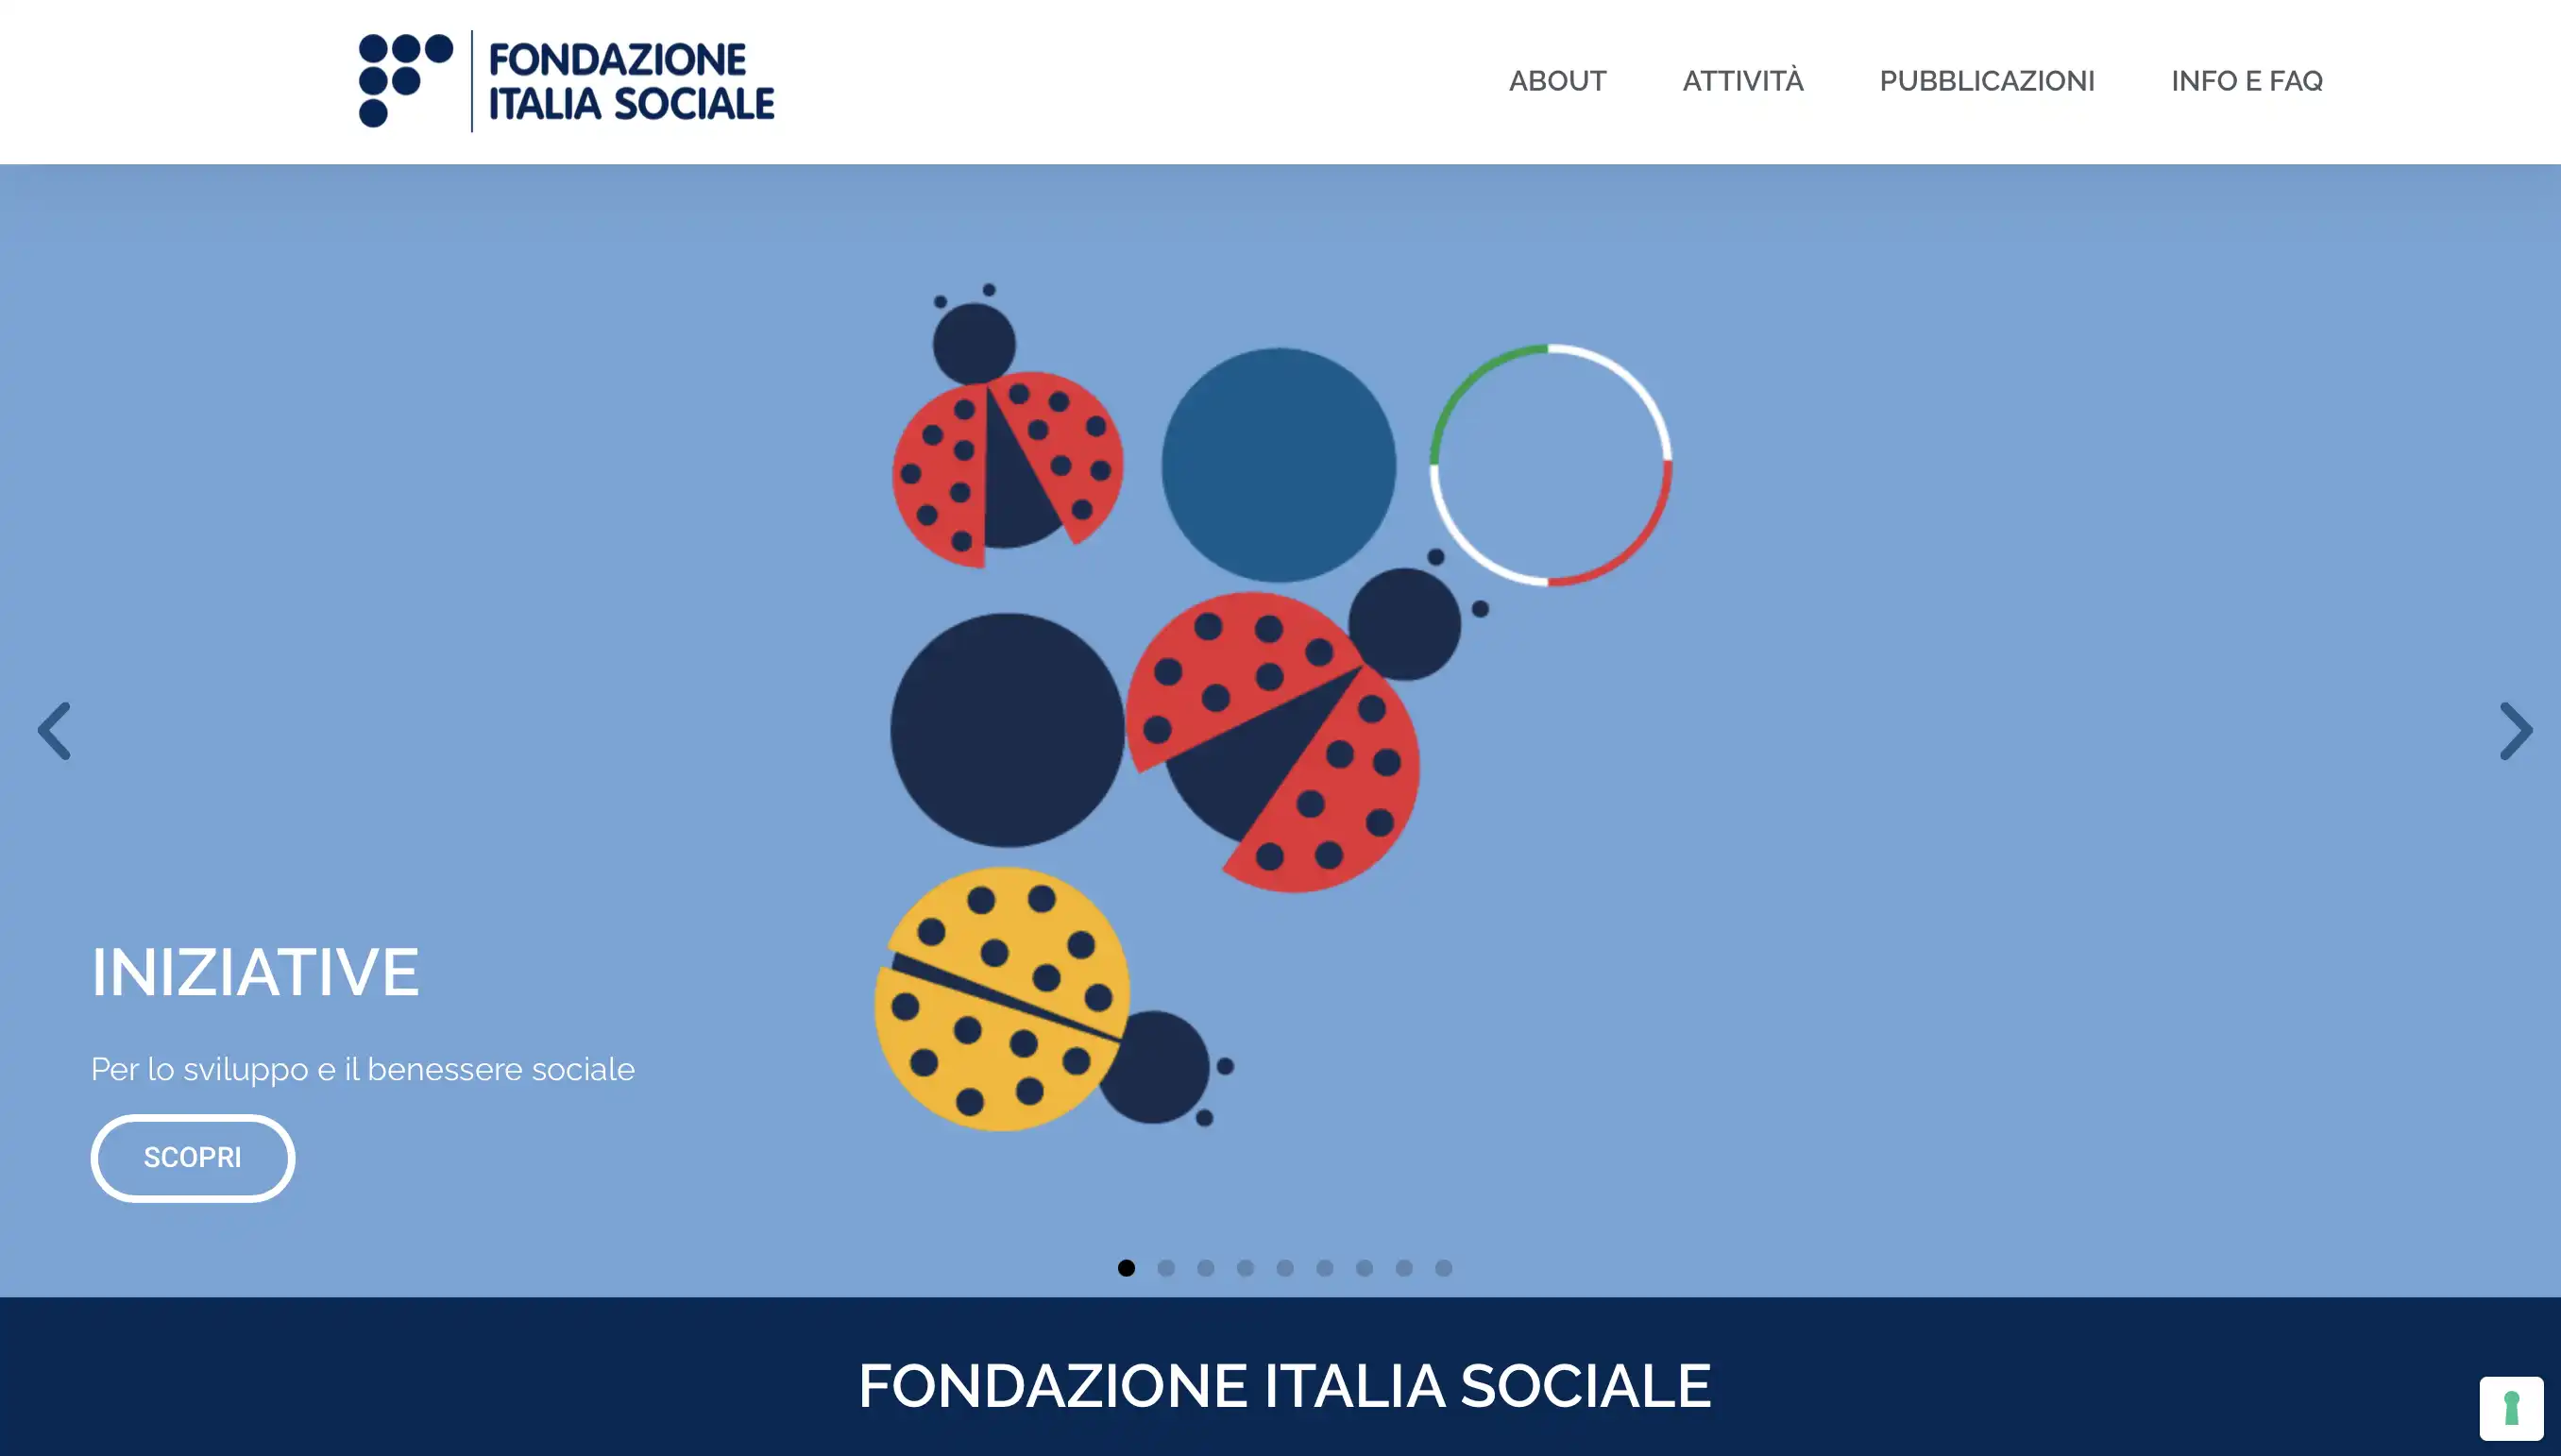 FONDAZIONE
ITALIA SOCIALE
ABOUT
ATTIVITÀ
PUBBLICAZIONI
INFO E FAQ
INIZIATIVE
Per lo sviluppo e il benessere sociale
SCOPRI
FONDAZIONE ITALIA SOCIALE